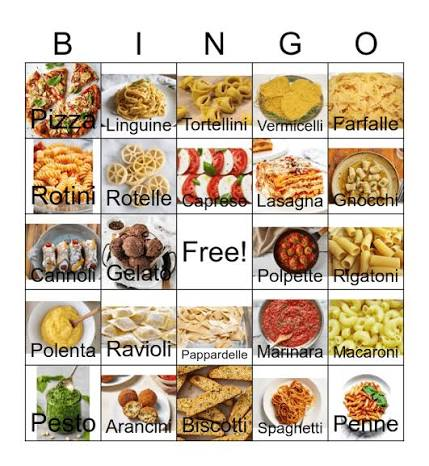 B I N G O
Pizza Linguine Tortellini Vermicelli Farfalle
Rotini Rotelle Caprese Lasagna Gnocchi
Cannoli Gelato Free! Polpette Rigatoni
Polenta Ravioli Pappardelle Marinara Macaroni
Pesto Arancini Biscotti Spaghetti Penne